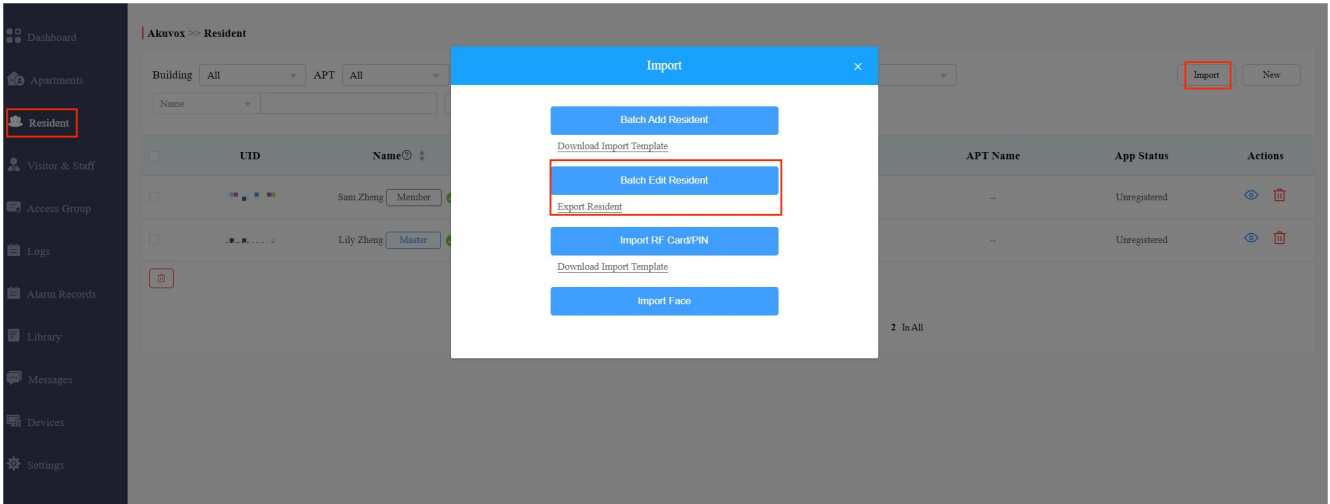 Dashboard
Apartments
Resident
Visitor & Staff
Access Group
Logs
Alarm Records
Library
Messages
Devices
Settings
Akuvox >> Resident
Building All APT All
Import New
Name
UID Name APT Name App Status Actions
Sam Zheng Member -- Unregistered
Lily Zheng Master -- Unregistered
2 In All
Import ×
Batch Add Resident
Download Import Template
Batch Edit Resident
Export Resident
Import RF Card/PIN
Download Import Template
Import Face